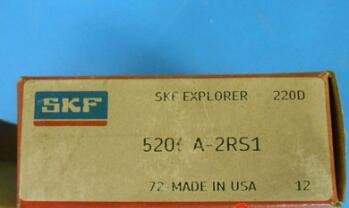 SKF
SKF EXPLORER 220D
A-2RS1
72 MADE IN USA 12